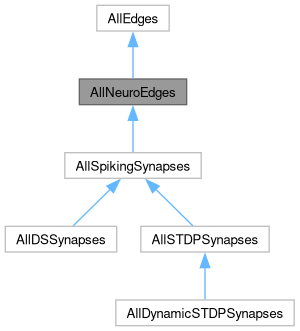 AllEdges
AllNeuroEdges
AllSpikingSynapses
AllDSSynapses
AllSTDPSynapses
AllDynamicSTDPSynapses